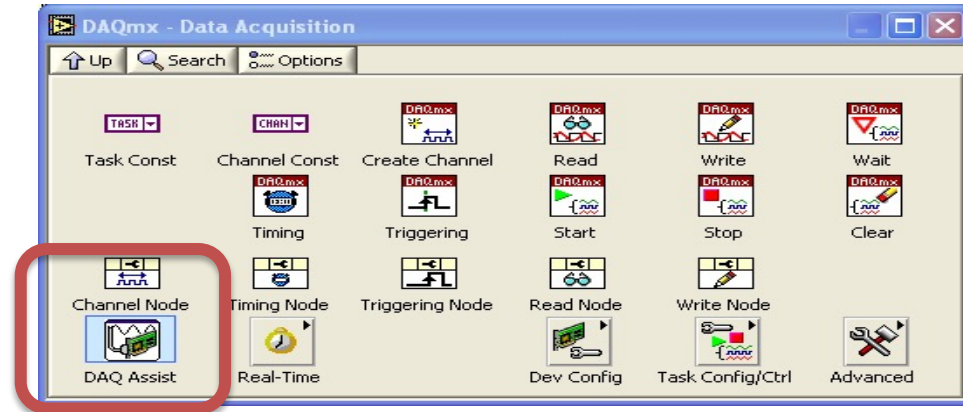 DAQmx - Data Acquisition
Up Search Options
TASK CHAN DAQmx DAQmx DAQmx DAQmx
Task Const Channel Const Create Channel Read Write Wait
DAQmx DAQmx DAQmx DAQmx DAQmx
Timing Triggering Start Stop Clear
Channel Node Timing Node Triggering Node Read Node Write Node
DAQ Assist Real-Time Dev Config Task Config/Ctrl Advanced